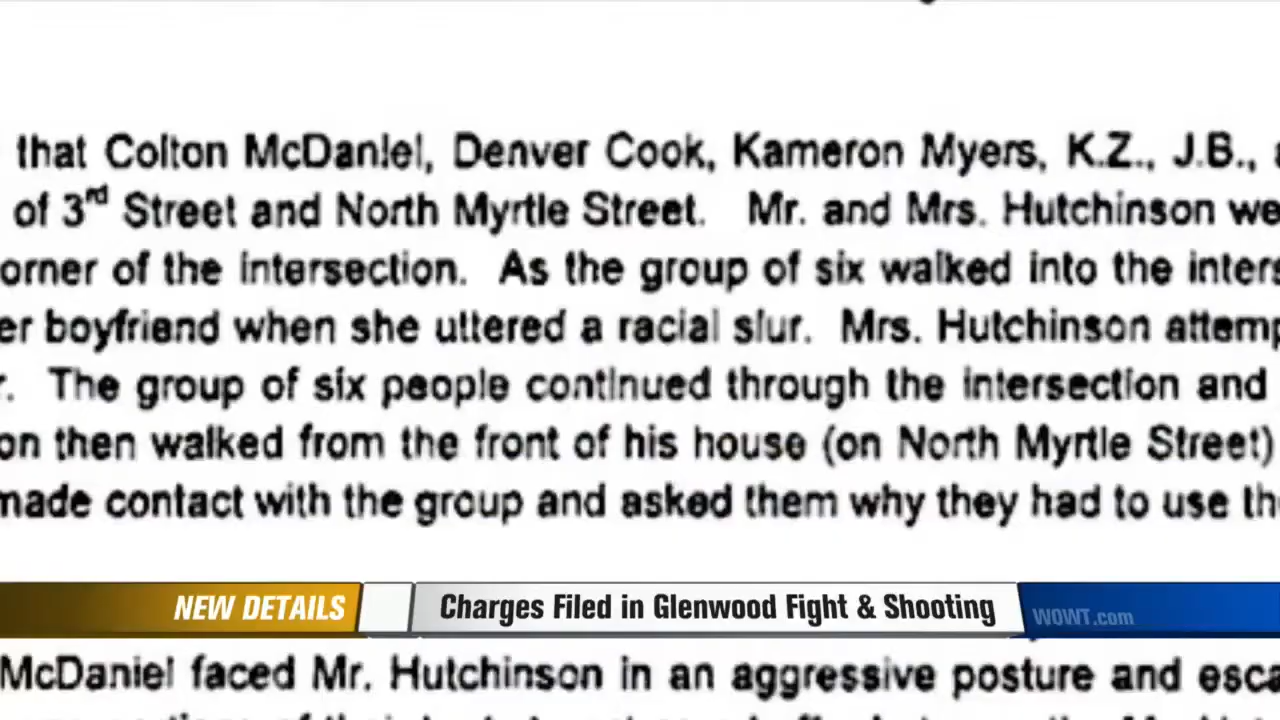 that Colton McDaniel, Denver Cook, Kameron Myers, K.Z., J.B.,
of 3rd Street and North Myrtle Street. Mr. and Mrs. Hutchinson we
orner of the intersection. As the group of six walked into the inters
er boyfriend when she uttered a racial slur. Mrs. Hutchinson attemp
r. The group of six people continued through the intersection and
on then walked from the front of his house (on North Myrtle Street)
made contact with the group and asked them why they had to use th
NEW DETAILS Charges Filed in Glenwood Fight & Shooting WOWT.com
McDaniel faced Mr. Hutchinson in an aggressive posture and esca